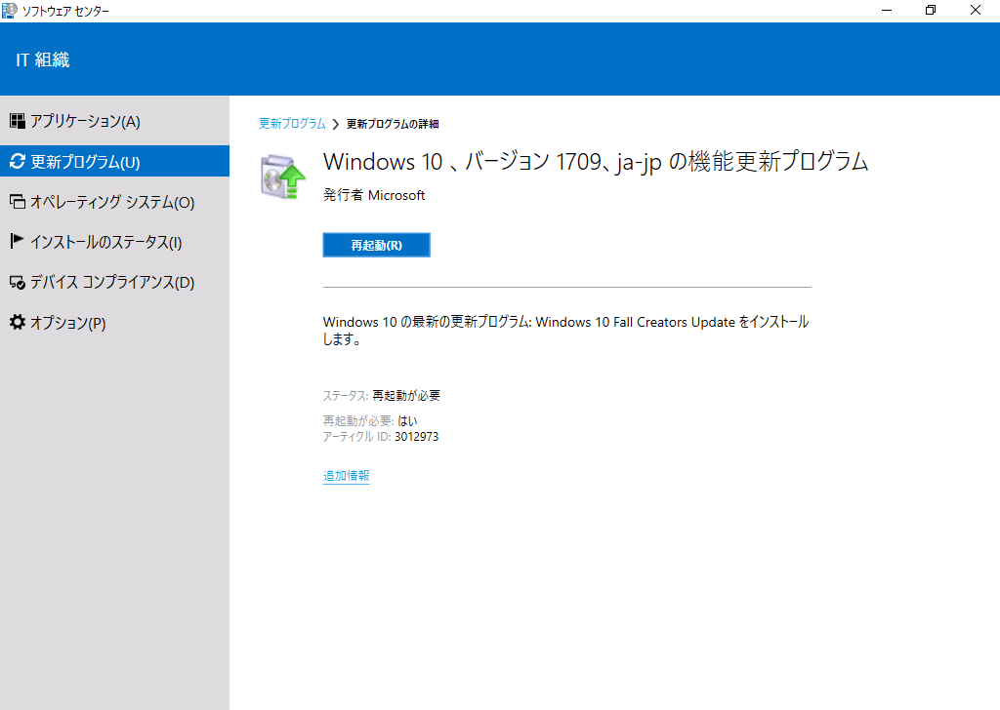 ソフトウェア センター
IT 組織
アプリケーション(A)
更新プログラム(U)
オペレーティング システム(O)
インストールのステータス(I)
デバイス コンプライアンス(D)
オプション(P)
更新プログラム 更新プログラムの詳細
Windows 10 、バージョン 1709、ja-jp の機能更新プログラム
発行者 Microsoft
再起動(R)
Windows 10 の最新の更新プログラム: Windows 10 Fall Creators Update をインストール
します。
ステータス: 再起動が必要
再起動が必要: はい
アーティクル ID: 3012973
追加情報